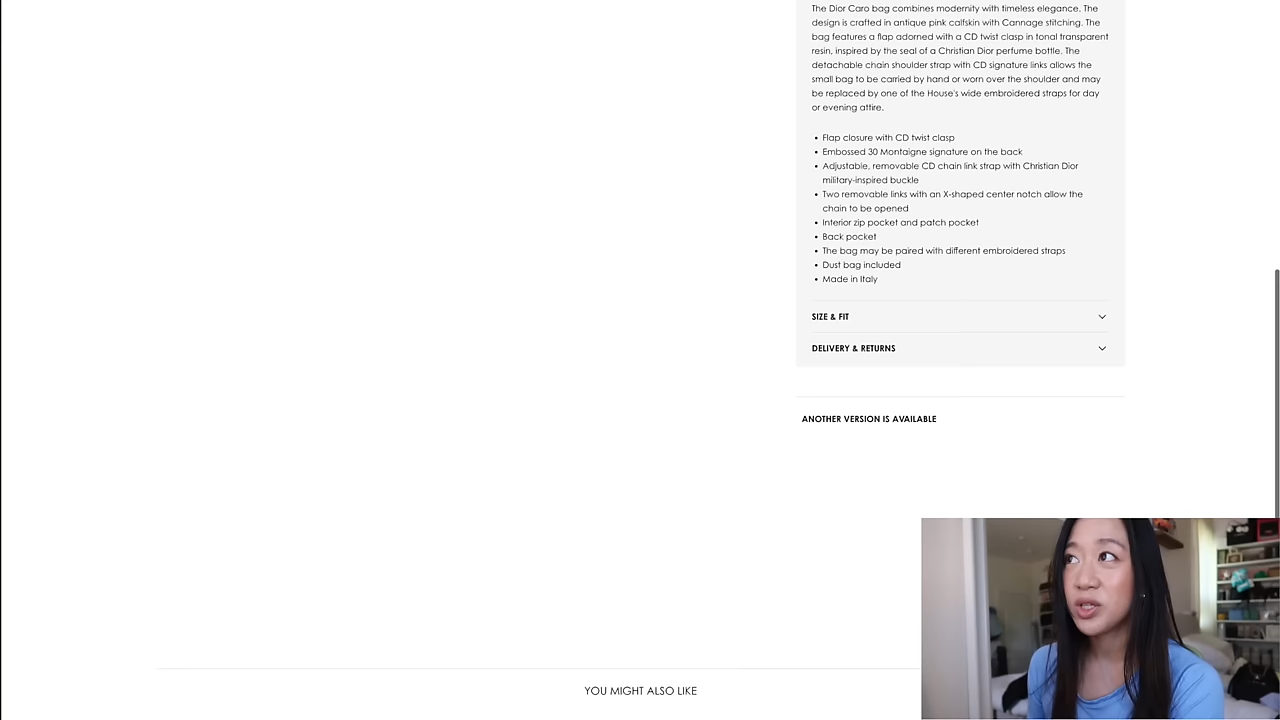 The Dior Caro bag combines modernity with timeless elegance. The
design is crafted in antique pink calfskin with Cannage stitching. The
bag features a flap adorned with a CD twist clasp in tonal transparent
resin, inspired by the seal of a Christian Dior perfume bottle. The
detachable chain shoulder strap with CD signature links allows the
small bag to be carried by hand or worn over the shoulder and may
be replaced by one of the House's wide embroidered straps for day
or evening attire.
• Flap closure with CD twist clasp
• Embossed 30 Montaigne signature on the back
• Adjustable, removable CD chain link strap with Christian Dior
military-inspired buckle
• Two removable links with an X-shaped center notch allow the
chain to be opened
• Interior zip pocket and patch pocket
• Back pocket
• The bag may be paired with different embroidered straps
• Dust bag included
• Made in Italy
SIZE & FIT
DELIVERY & RETURNS
ANOTHER VERSION IS AVAILABLE
YOU MIGHT ALSO LIKE